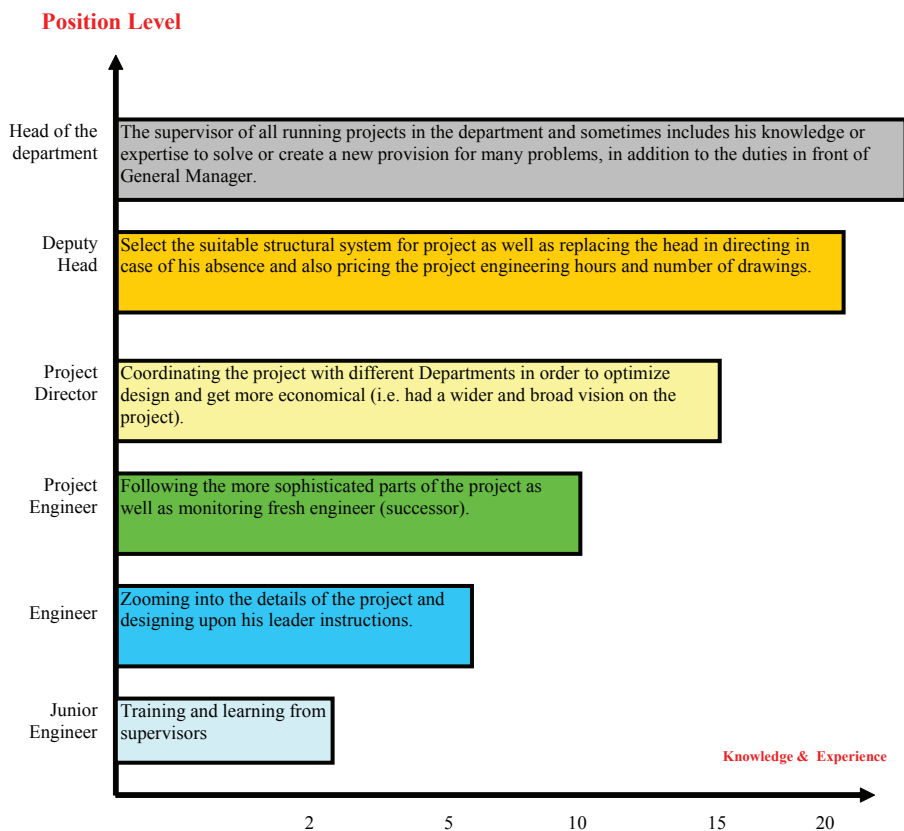 Position Level
Head of the
department
The supervisor of all running projects in the department and sometimes includes his knowledge or
expertise to solve or create a new provision for many problems, in addition to the duties in front of
General Manager.
Deputy
Head
Select the suitable structural system for project as well as replacing the head in directing in
case of his absence and also pricing the project engineering hours and number of drawings.
Project
Director
Coordinating the project with different Departments in order to optimize
design and get more economical (i.e. had a wider and broad vision on the
project).
Project
Engineer
Following the more sophisticated parts of the project as
well as monitoring fresh engineer (successor).
Engineer
Zooming into the details of the project and
designing upon his leader instructions.
Junior
Engineer
Training and learning from
supervisors
Knowledge & Experience
2 5 10 15 20